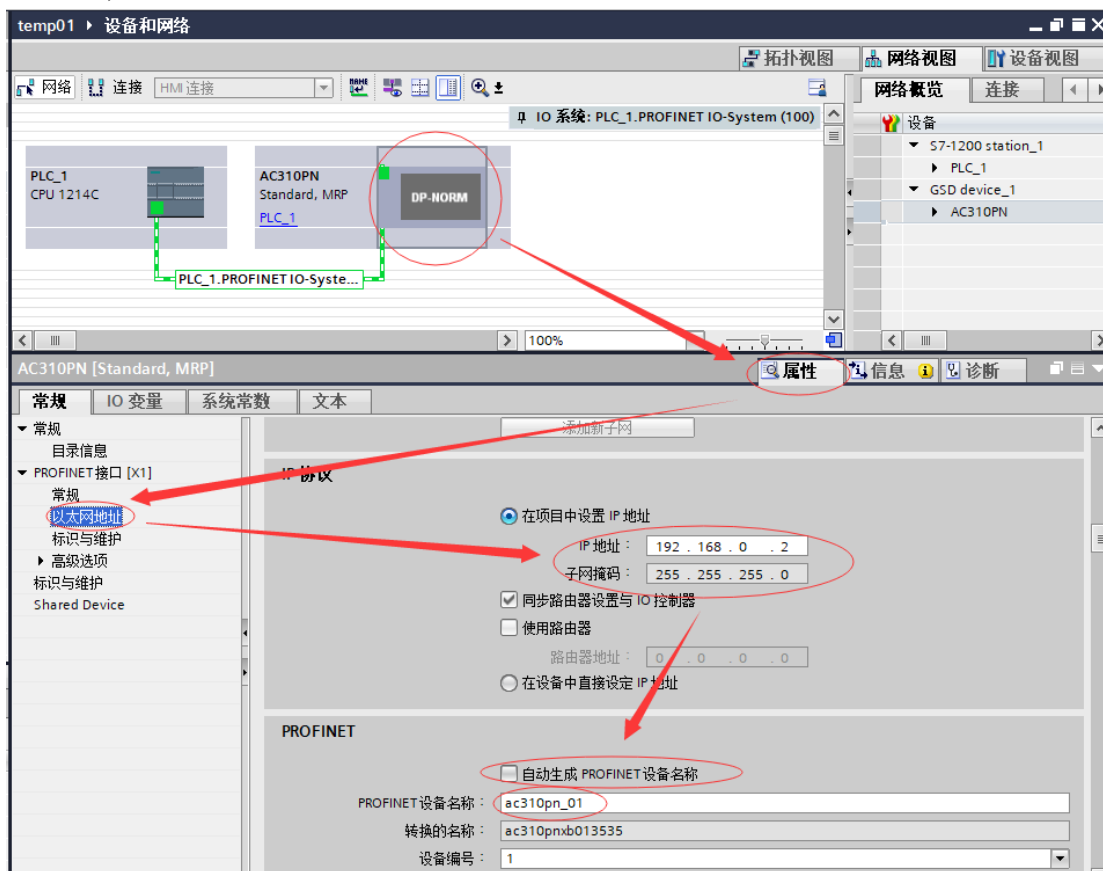 temp01 ▸ 设备和网络
拓扑视图 网络视图 设备视图
网络 连接 HMI 连接
网络概览 连接
IO 系统: PLC_1.PROFINET IO-System (100)
设备
S7-1200 station_1
PLC_1
GSD device_1
AC310PN
PLC_1
CPU 1214C
AC310PN
Standard, MRP
PLC_1
DP-NORM
PLC_1.PROFINET IO-Syste...
100%
AC310PN [Standard, MRP]
属性 信息 诊断
常规 IO 变量 系统常数 文本
常规
目录信息
PROFINET接口 [X1]
常规
以太网地址
标识与维护
高级选项
标识与维护
Shared Device
添加新子网
IP 协议
在项目中设置 IP 地址
IP 地址: 192 . 168 . 0 . 2
子网掩码: 255 . 255 . 255 . 0
同步路由器设置与 IO 控制器
使用路由器
路由器地址: 0 . 0 . 0 . 0
在设备中直接设定 IP 地址
PROFINET
自动生成 PROFINET 设备名称
PROFINET 设备名称: ac310pn_01
转换的名称: ac310pnxb013535
设备编号: 1